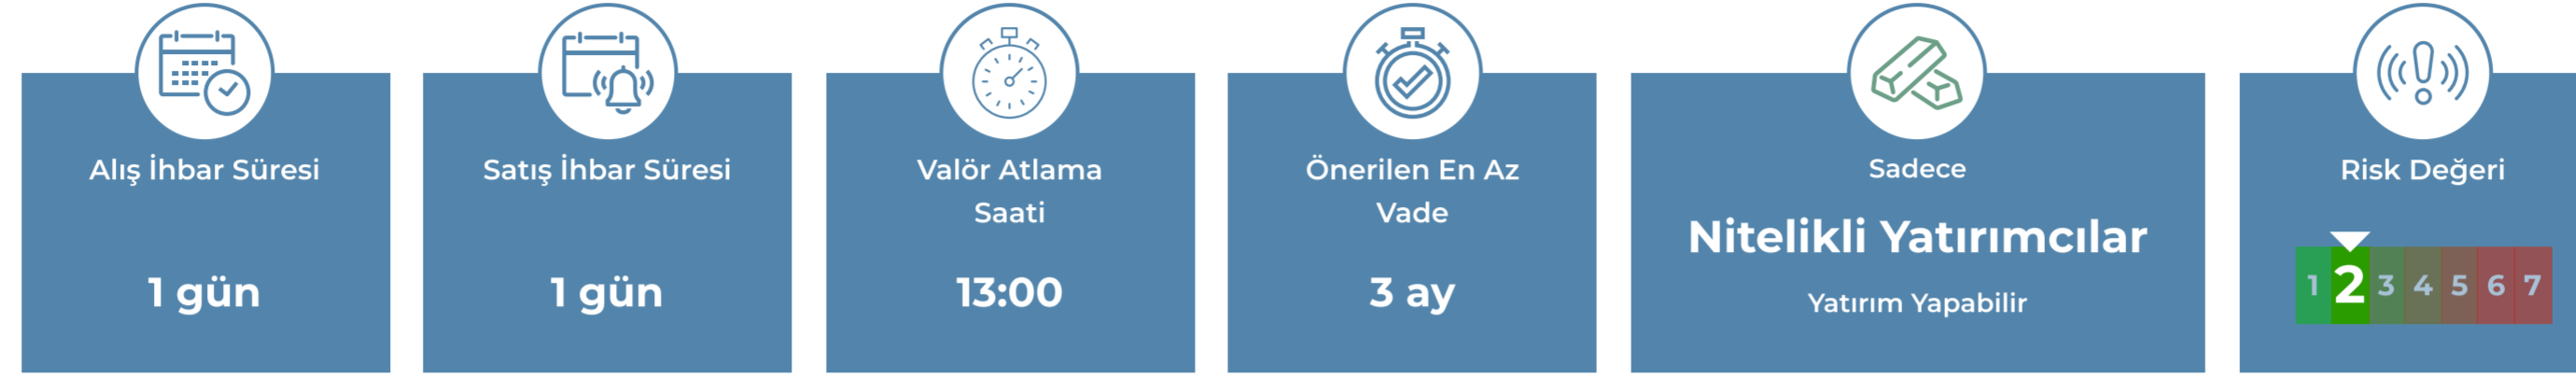 Alış İhbar Süresi
1 gün
Satış İhbar Süresi
1 gün
Valör Atlama
Saati
13:00
Önerilen En Az
Vade
3 ay
Sadece
Nitelikli Yatırımcılar
Yatırım Yapabilir
Risk Değeri
1 2 3 4 5 6 7